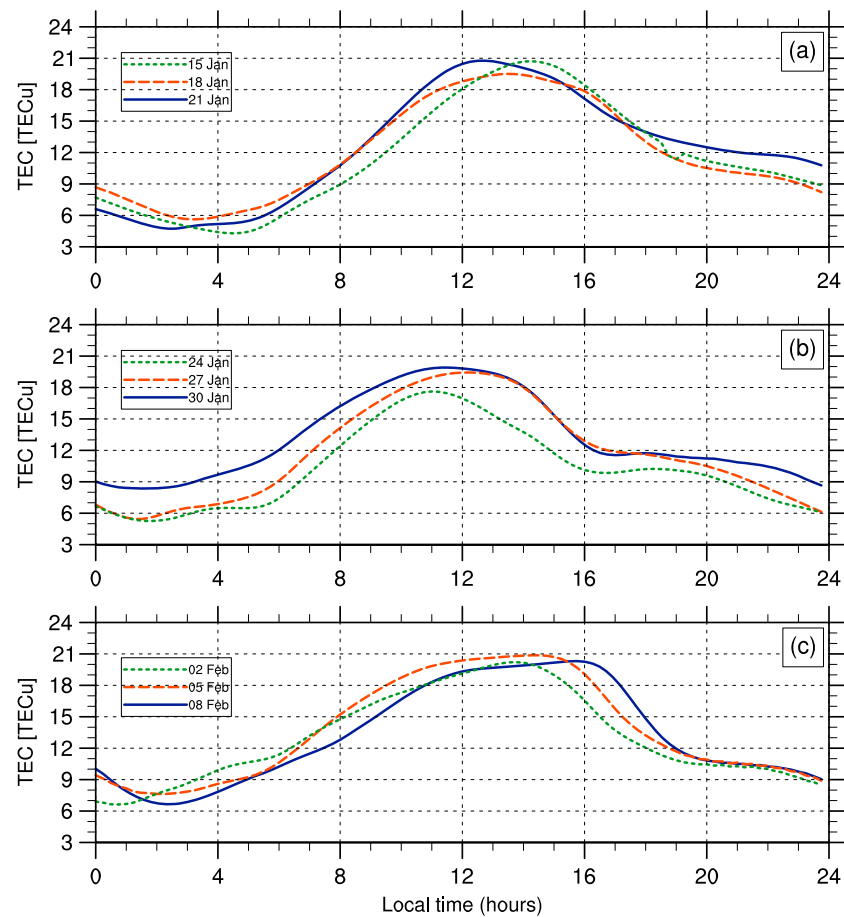 24
21
18
15
12
9
6
3
TEC [TECu]
15 Jan
18 Jan
21 Jan
(a)
0 4 8 12 16 20 24
24
21
18
15
12
9
6
3
TEC [TECu]
24 Jan
27 Jan
30 Jan
(b)
0 4 8 12 16 20 24
24
21
18
15
12
9
6
3
TEC [TECu]
02 Feb
05 Feb
08 Feb
(c)
0 4 8 12 16 20 24
Local time (hours)